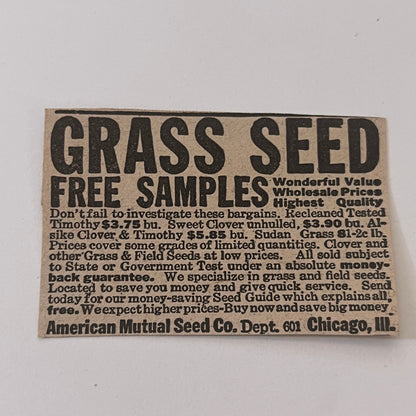 GRASS SEED
FREE SAMPLES Wonderful Value
Wholesale Prices
Highest Quality
Don't fail to investigate these bargains. Recleaned Tested
Timothy $3.75 bu. Sweet Clover unhulled, $3.90 bu. Al-
sike Clover & Timothy $5.85 bu. Sudan Grass 81-2c lb.
Prices cover some grades of limited quantities. Clover and
other Grass & Field Seeds at low prices. All sold subject
to State or Government Test under an absolute money-
back guarantee. We specialize in grass and field seeds.
Located to save you money and give quick service. Send
today for our money-saving Seed Guide which explains all,
free. We expect higher prices-Buy now and save big money
American Mutual Seed Co. Dept. 601 Chicago, Ill.